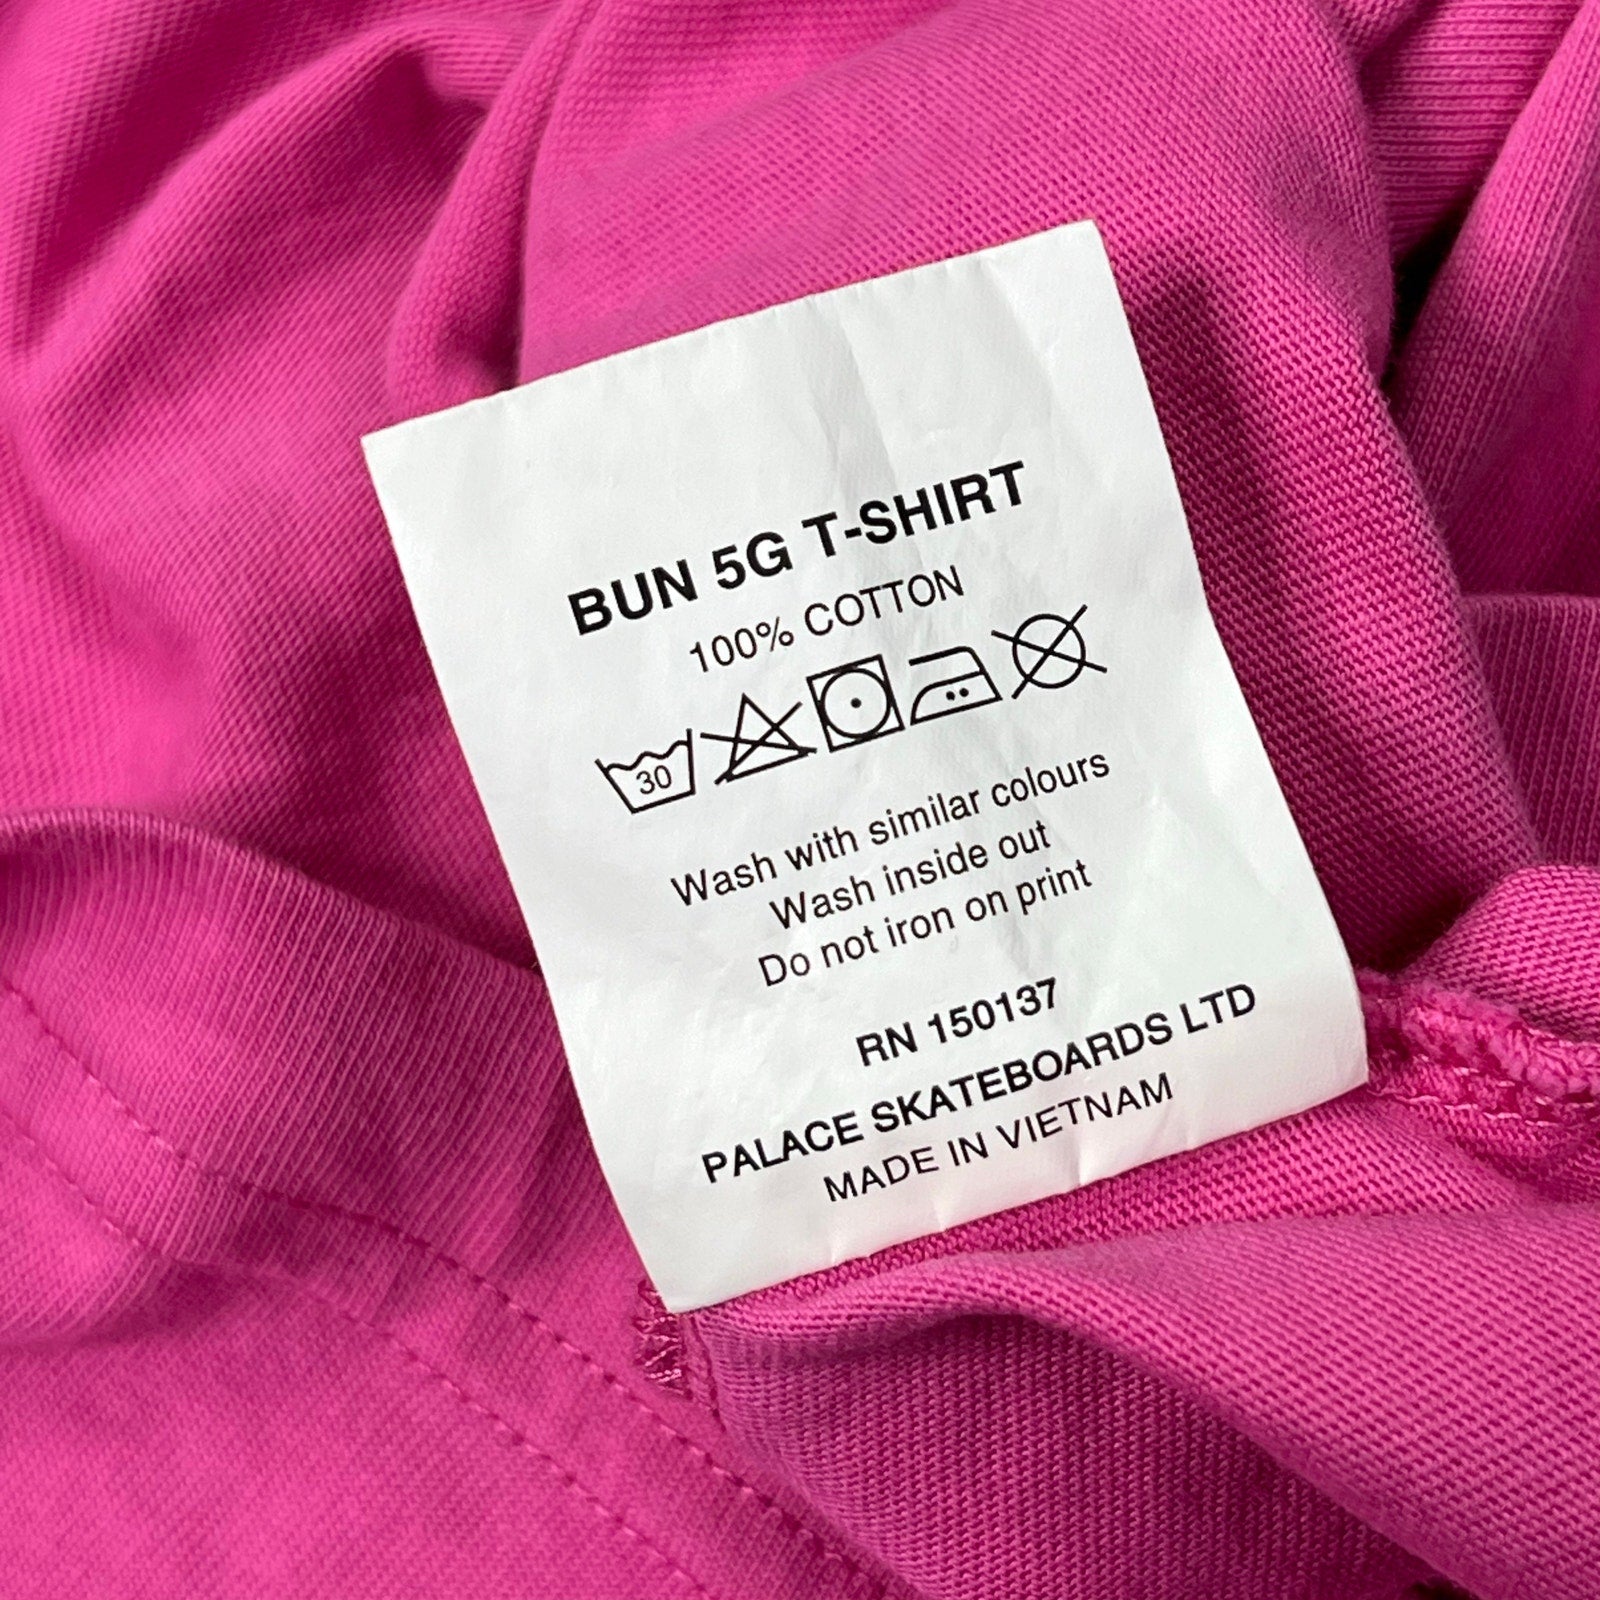 BUN 5G T-SHIRT
100% COTTON
30
Wash with similar colours
Wash inside out
Do not iron on print
RN 150137
PALACE SKATEBOARDS LTD
MADE IN VIETNAM